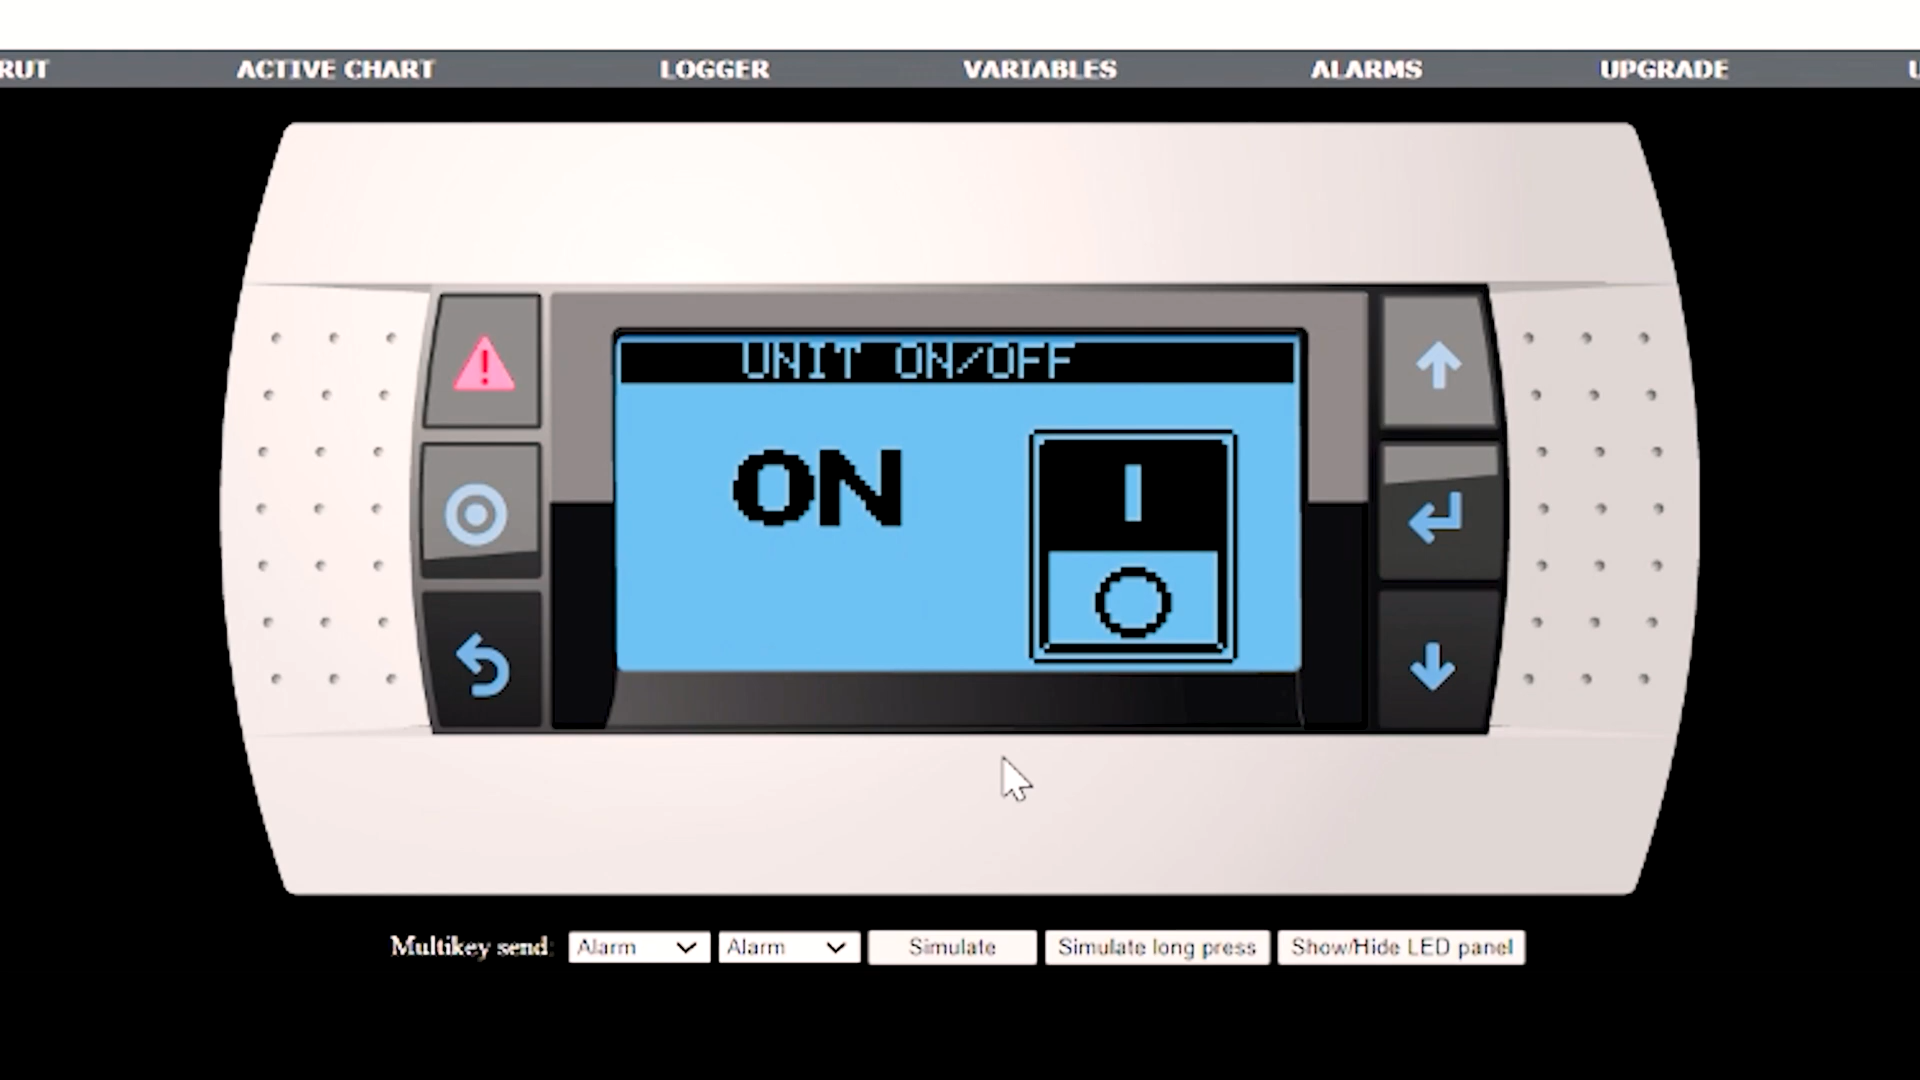 RUT ACTIVE CHART LOGGER VARIABLES ALARMS UPGRADE
UNIT ON/OFF
ON
Multikey send: Alarm Alarm Simulate Simulate long press Show/Hide LED panel